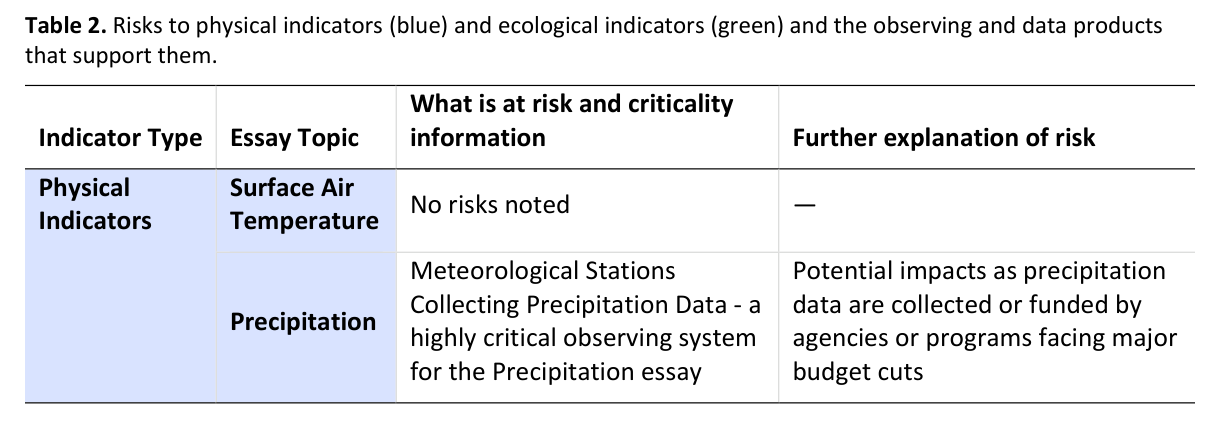 Table 2. Risks to physical indicators (blue) and ecological indicators (green) and the observing and data products
that support them.
Indicator Type
Essay Topic
What is at risk and criticality
information
Further explanation of risk
Physical
Indicators
Surface Air
Temperature
No risks noted
—
Precipitation
Meteorological Stations
Collecting Precipitation Data - a
highly critical observing system
for the Precipitation essay
Potential impacts as precipitation
data are collected or funded by
agencies or programs facing major
budget cuts